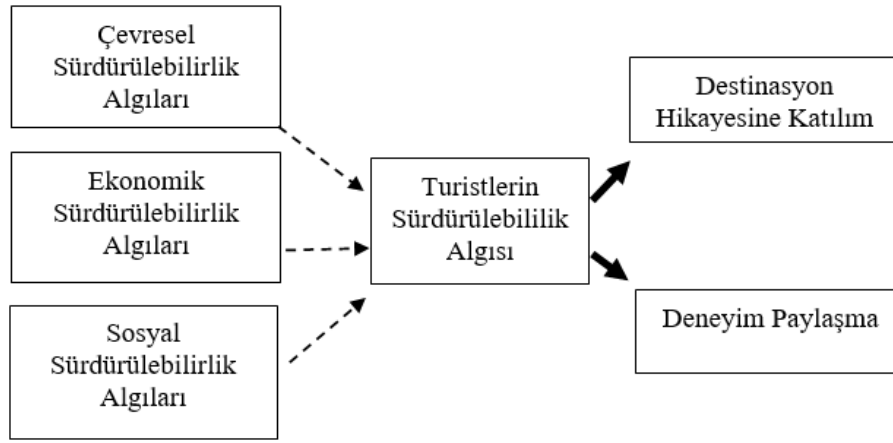 Çevresel
Sürdürülebilirlik
Algıları
Ekonomik
Sürdürülebilirlik
Algıları
Sosyal
Sürdürülebilirlik
Algıları
Turistlerin
Sürdürülebililik
Algısı
Destinasyon
Hikayesine Katılım
Deneyim Paylaşma